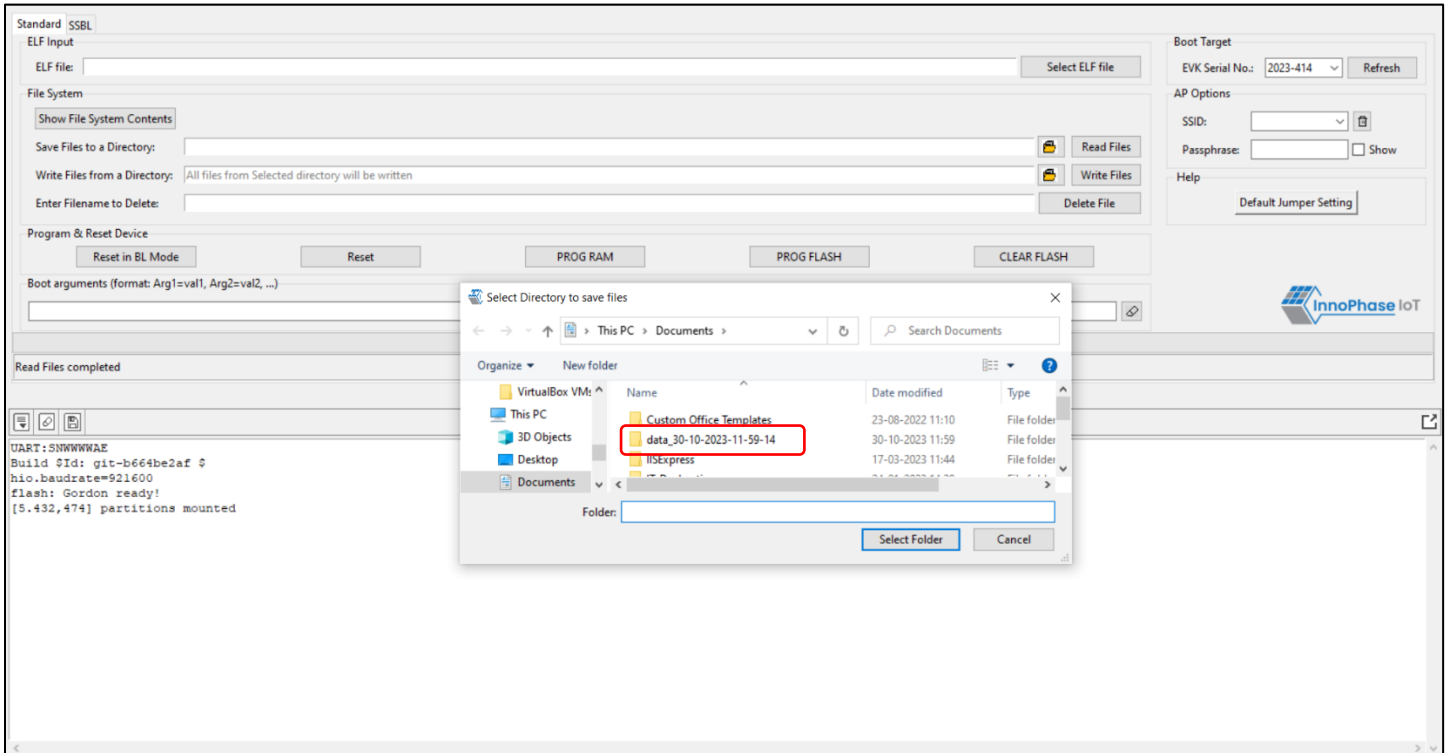 Standard SSBL
ELF Input
ELF file:
Select ELF file
File System
Show File System Contents
Save Files to a Directory:
Read Files
Write Files from a Directory: All files from Selected directory will be written
Write Files
Enter Filename to Delete:
Delete File
Program & Reset Device
Reset in BL Mode Reset PROG RAM PROG FLASH CLEAR FLASH
Boot arguments (format: Arg1=val1, Arg2=val2, ...)
Boot Target
EVK Serial No.: 2023-414 Refresh
AP Options
SSID:
Passphrase: Show
Help
Default Jumper Setting
InnoPhase IoT
Read Files completed
Select Directory to save files
This PC > Documents >
Search Documents
Organize New folder
VirtualBox VMs
This PC
3D Objects
Desktop
Documents
Name Date modified Type
Custom Office Templates 23-08-2022 11:10 File folder
data_30-10-2023-11-59-14 30-10-2023 11:59 File folder
IISExpress 17-03-2023 11:44 File folder
Folder:
Select Folder Cancel
UART:SNWWWWAE
Build $Id: git-b664be2af $
hio.baudrate=921600
flash: Gordon ready!
[5.432,474] partitions mounted